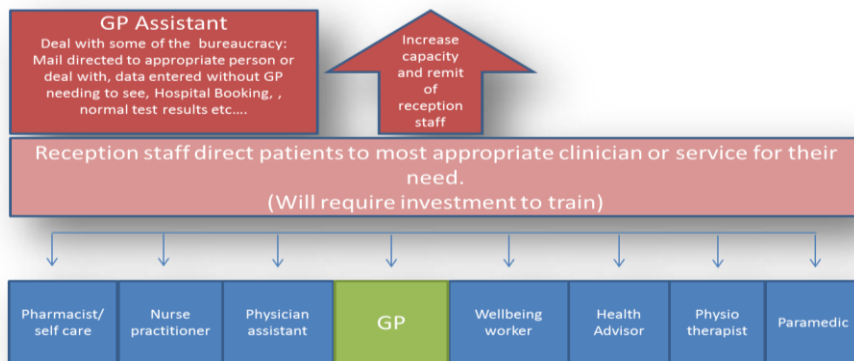 GP Assistant
Deal with some of the  bureaucracy:
Mail directed to appropriate person or
deal with, data entered without GP
needing to see, Hospital Booking, ,
normal test results etc....
Increase
capacity
and remit
of
reception
staff
Reception staff direct patients to most appropriate clinician or service for their
need.
(Will require investment to train)
Pharmacist/
self care
Nurse
practitioner
Physician
assistant
GP
Wellbeing
worker
Health
Advisor
Physio
therapist
Paramedic